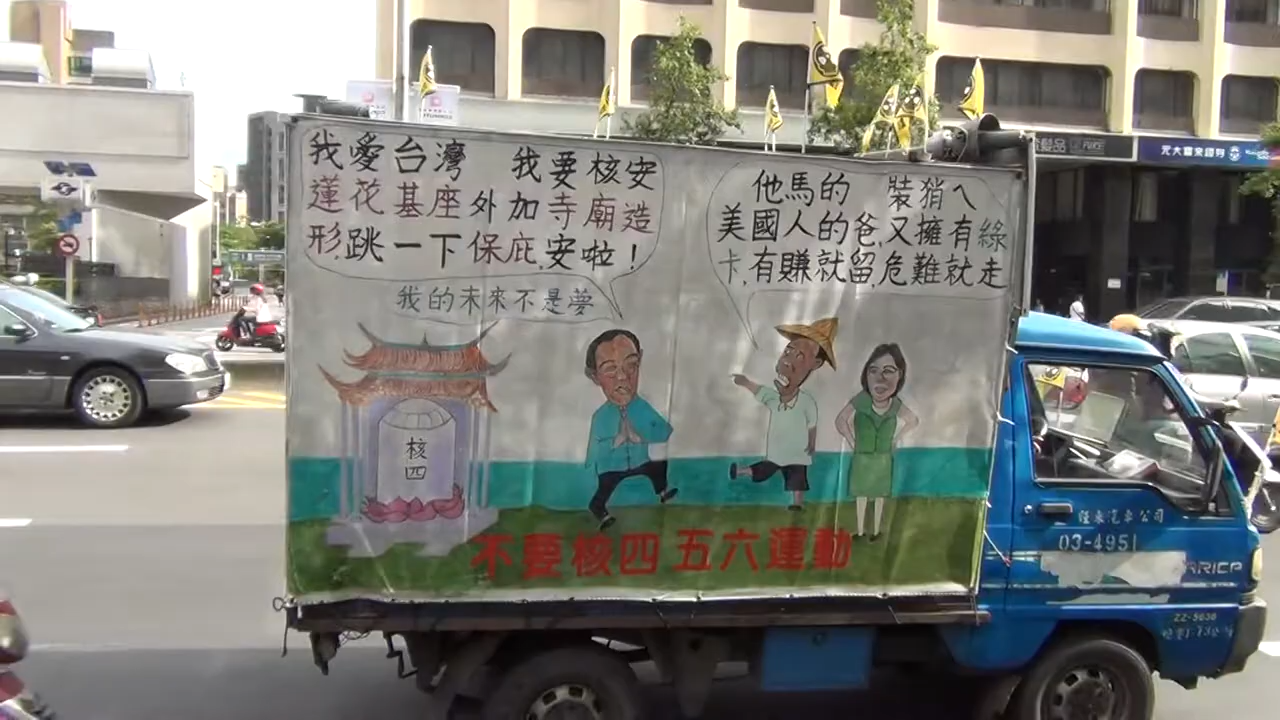 我愛台灣 我要核安
蓮花基座外加寺廟造
形,跳一下保庇,安啦!
我的未來不是夢
他馬的 裝猾ㄟ
美國人的爸,又擁有綠
卡,有賺就留,危難就走
核四
不要核四 五六運動
03-4951
ZZ-5630